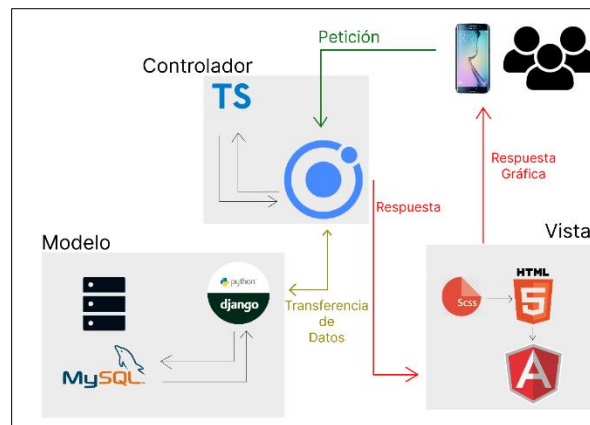 Petición
Controlador
TS
Respuesta
Gráfica
Respuesta
Modelo
Vista
python
django
Transferencia
de
Datos
MySQL
Scss
HTML
5
A